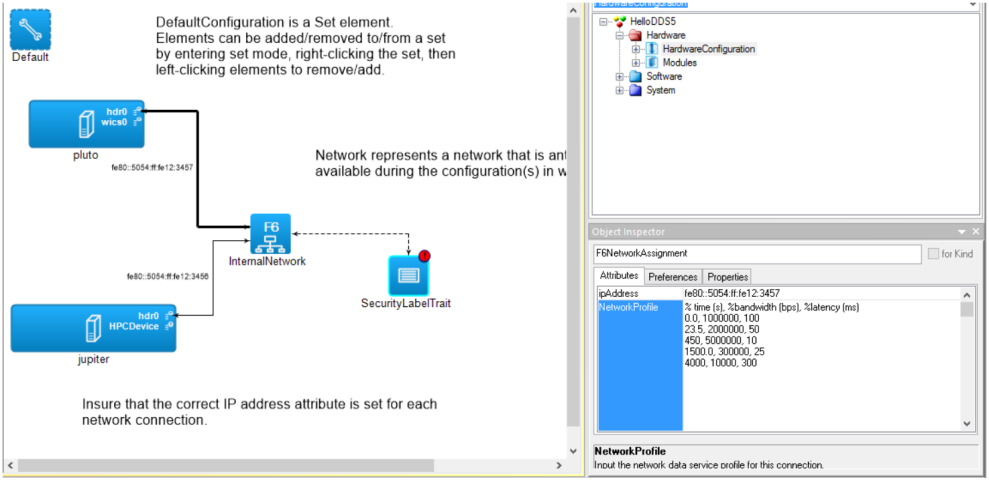 Default
DefaultConfiguration is a Set element.
Elements can be added/removed to/from a set
by entering set mode, right-clicking the set, then
left-clicking elements to remove/add.
hdr0
wics0
pluto
fe80::5054:ff:fe12:3457
Network represents a network that is ant
available during the configuration(s) in w
F6
InternalNetwork
SecurityLabelTrait
fe80::5054:ff:fe12:3456
hdr0
HPCDevice
jupiter
Insure that the correct IP address attribute is set for each
network connection.
HardwareConfiguration
HelloDDS5
Hardware
HardwareConfiguration
Modules
Software
System
Object Inspector
F6NetworkAssignment
for Kind
Attributes Preferences Properties
ipAddress fe80::5054:ff:fe12:3457
NetworkProfile % time (s), %bandwidth (bps), %latency (ms)
0.0, 1000000, 100
23.5, 2000000, 50
450, 5000000, 10
1500.0, 300000, 25
4000, 10000, 300
NetworkProfile
Input the network data service profile for this connection.